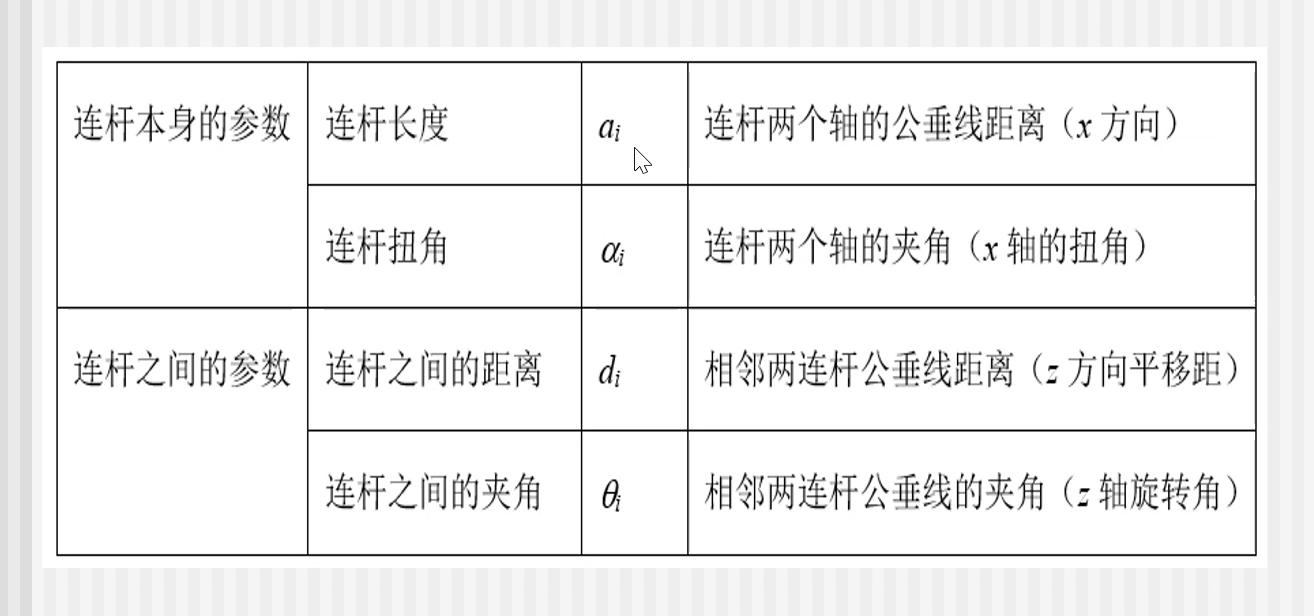 连杆本身的参数 连杆长度 aᵢ 连杆两个轴的公垂线距离（x 方向）
连杆扭角 αᵢ 连杆两个轴的夹角（x 轴的扭角）
连杆之间的参数 连杆之间的距离 dᵢ 相邻两连杆公垂线距离（z 方向平移距）
连杆之间的夹角 θᵢ 相邻两连杆公垂线的夹角（z 轴旋转角）